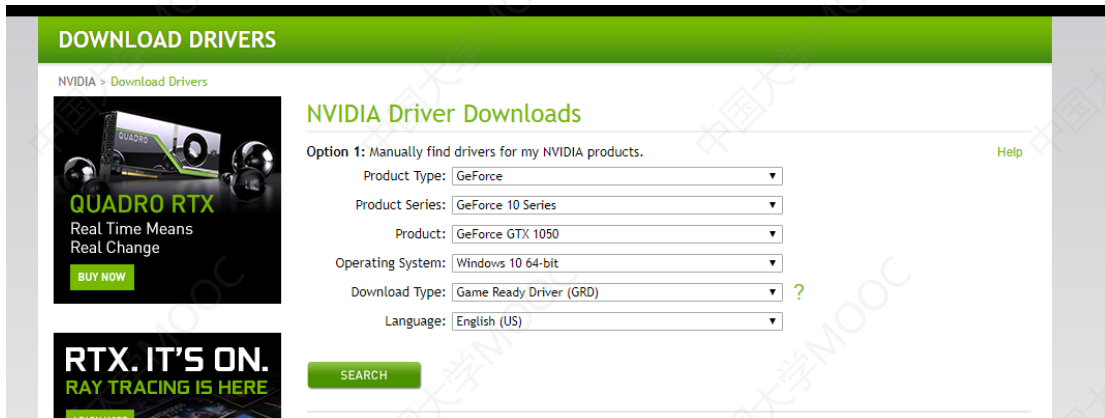 DOWNLOAD DRIVERS
NVIDIA > Download Drivers
QUADRO
QUADRO RTX
Real Time Means
Real Change
BUY NOW
RTX. IT'S ON.
RAY TRACING IS HERE
NVIDIA Driver Downloads
Option 1: Manually find drivers for my NVIDIA products.
Help
Product Type: GeForce
Product Series: GeForce 10 Series
Product: GeForce GTX 1050
Operating System: Windows 10 64-bit
Download Type: Game Ready Driver (GRD) ?
Language: English (US)
SEARCH
中国大学MOOC